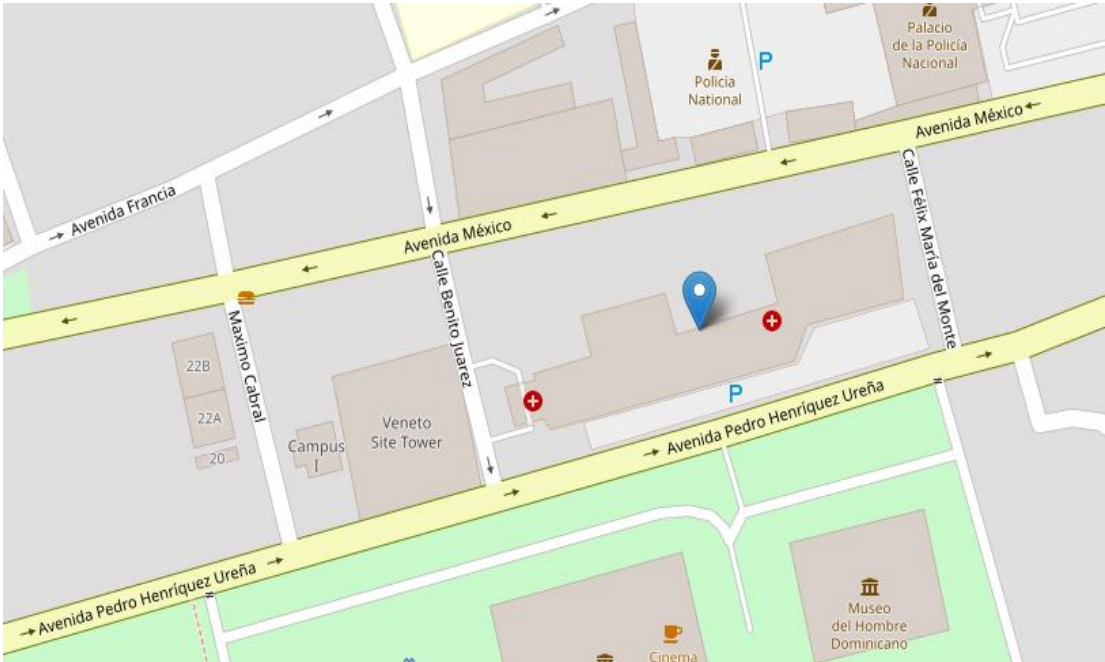 Palacio
de la Policía
Nacional
P
Policia
National
Avenida México
Avenida Francia
Calle Félix María del Monte
Avenida México
Calle Benito Juarez
Maximo Cabral
22B
22A
20
Campus
I
Veneto
Site Tower
P
Avenida Pedro Henríquez Ureña
Avenida Pedro Henríquez Ureña
Museo
del Hombre
Dominicano
Cinema